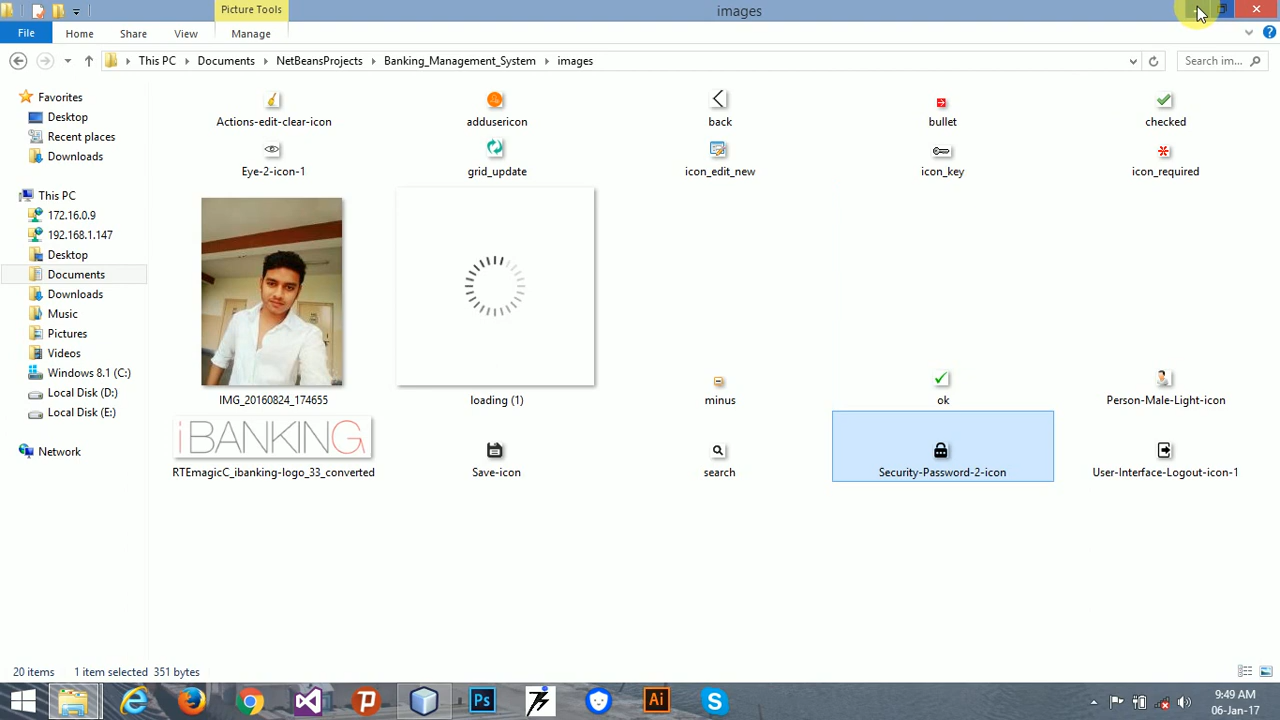 Picture Tools
images
File Home Share View Manage
This PC Documents NetBeansProjects Banking_Management_System images
Search im...
Favorites
Desktop
Recent places
Downloads
This PC
172.16.0.9
192.168.1.147
Desktop
Documents
Downloads
Music
Pictures
Videos
Windows 8.1 (C:)
Local Disk (D:)
Local Disk (E:)
Network
Actions-edit-clear-icon addusericon back bullet checked
Eye-2-icon-1 grid_update icon_edit_new icon_key icon_required
IMG_20160824_174655 loading (1) minus ok Person-Male-Light-icon
iBANKING
RTEmagicC_ibanking-logo_33_converted Save-icon search Security-Password-2-icon User-Interface-Logout-icon-1
20 items 1 item selected 351 bytes
Ps Ai
9:49 AM
06-Jan-17